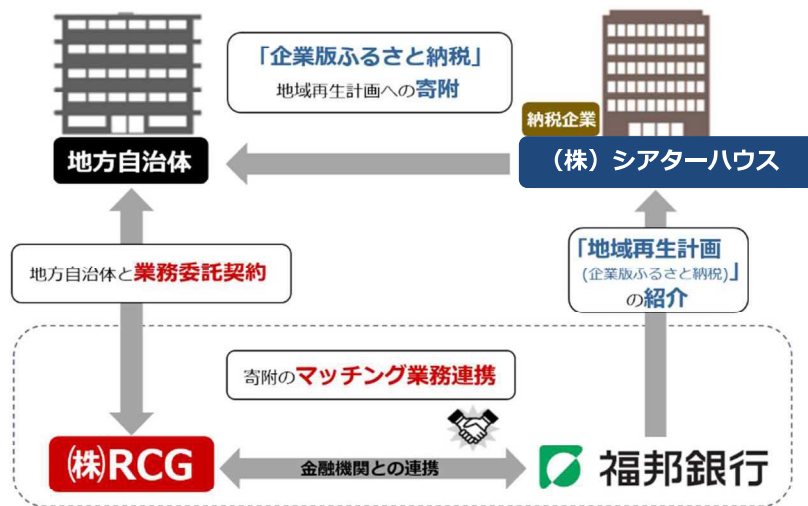 「企業版ふるさと納税」
地域再生計画への寄附
納税企業
地方自治体
（株）シアターハウス
地方自治体と業務委託契約
「地域再生計画
(企業版ふるさと納税)」
の紹介
寄附のマッチング業務連携
㈱RCG
金融機関との連携
福邦銀行